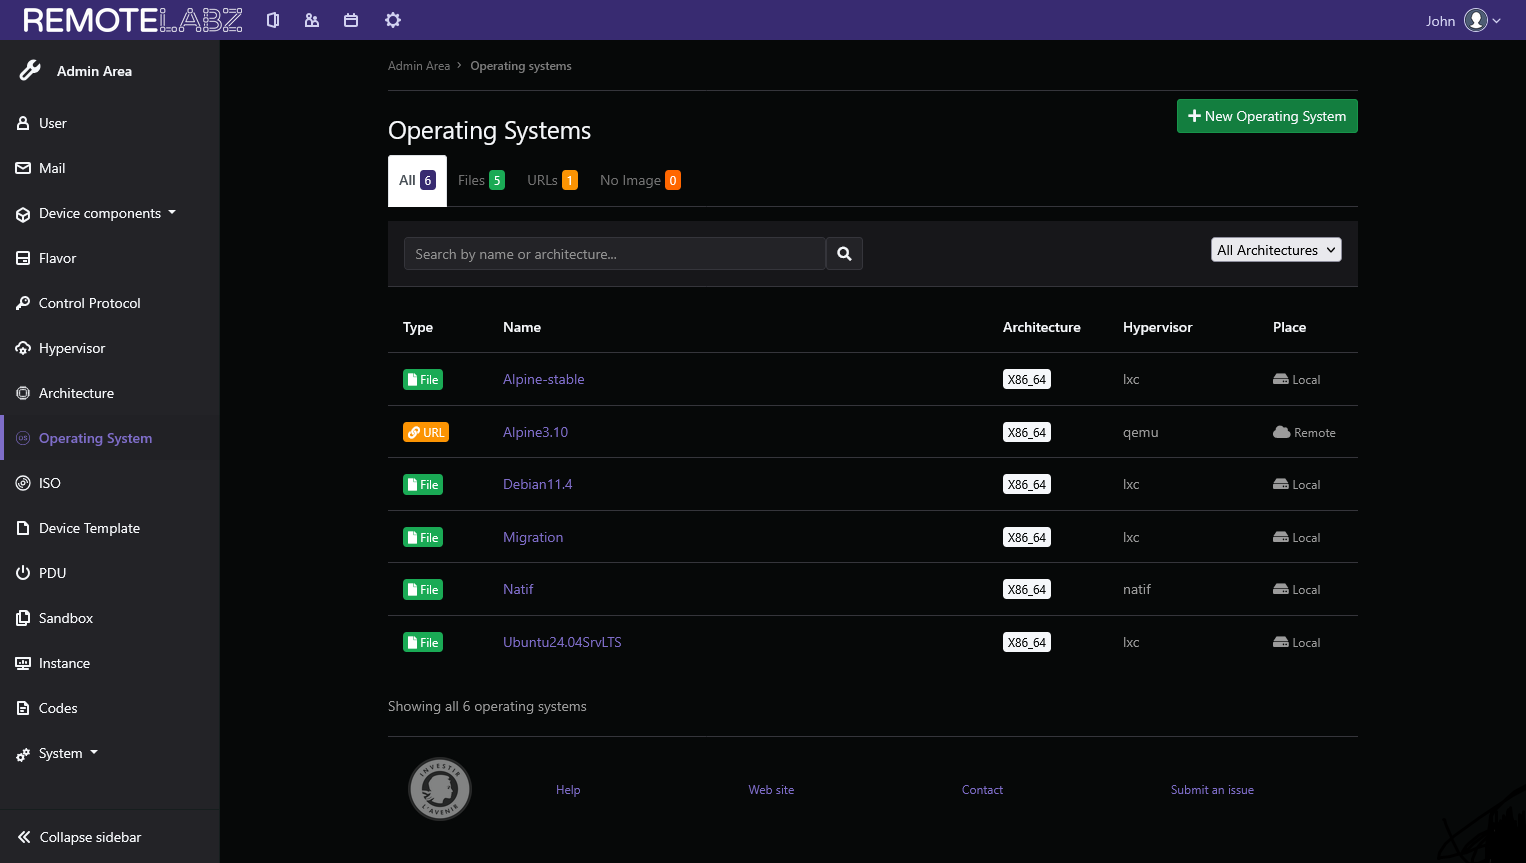 REMOTELABZ
John
Admin Area
User
Mail
Device components
Flavor
Control Protocol
Hypervisor
Architecture
OS Operating System
ISO
Device Template
PDU
Sandbox
Instance
Codes
System
Collapse sidebar
Admin Area > Operating systems
New Operating System
Operating Systems
All 6 Files 5 URLs 1 No Image 0
Search by name or architecture...
All Architectures
Type Name Architecture Hypervisor Place
File Alpine-stable X86_64 lxc Local
URL Alpine3.10 X86_64 qemu Remote
File Debian11.4 X86_64 lxc Local
File Migration X86_64 lxc Local
File Natif X86_64 natif Local
File Ubuntu24.04SrvLTS X86_64 lxc Local
Showing all 6 operating systems
INVESTIR
L'AVENIR
Help Web site Contact Submit an issue